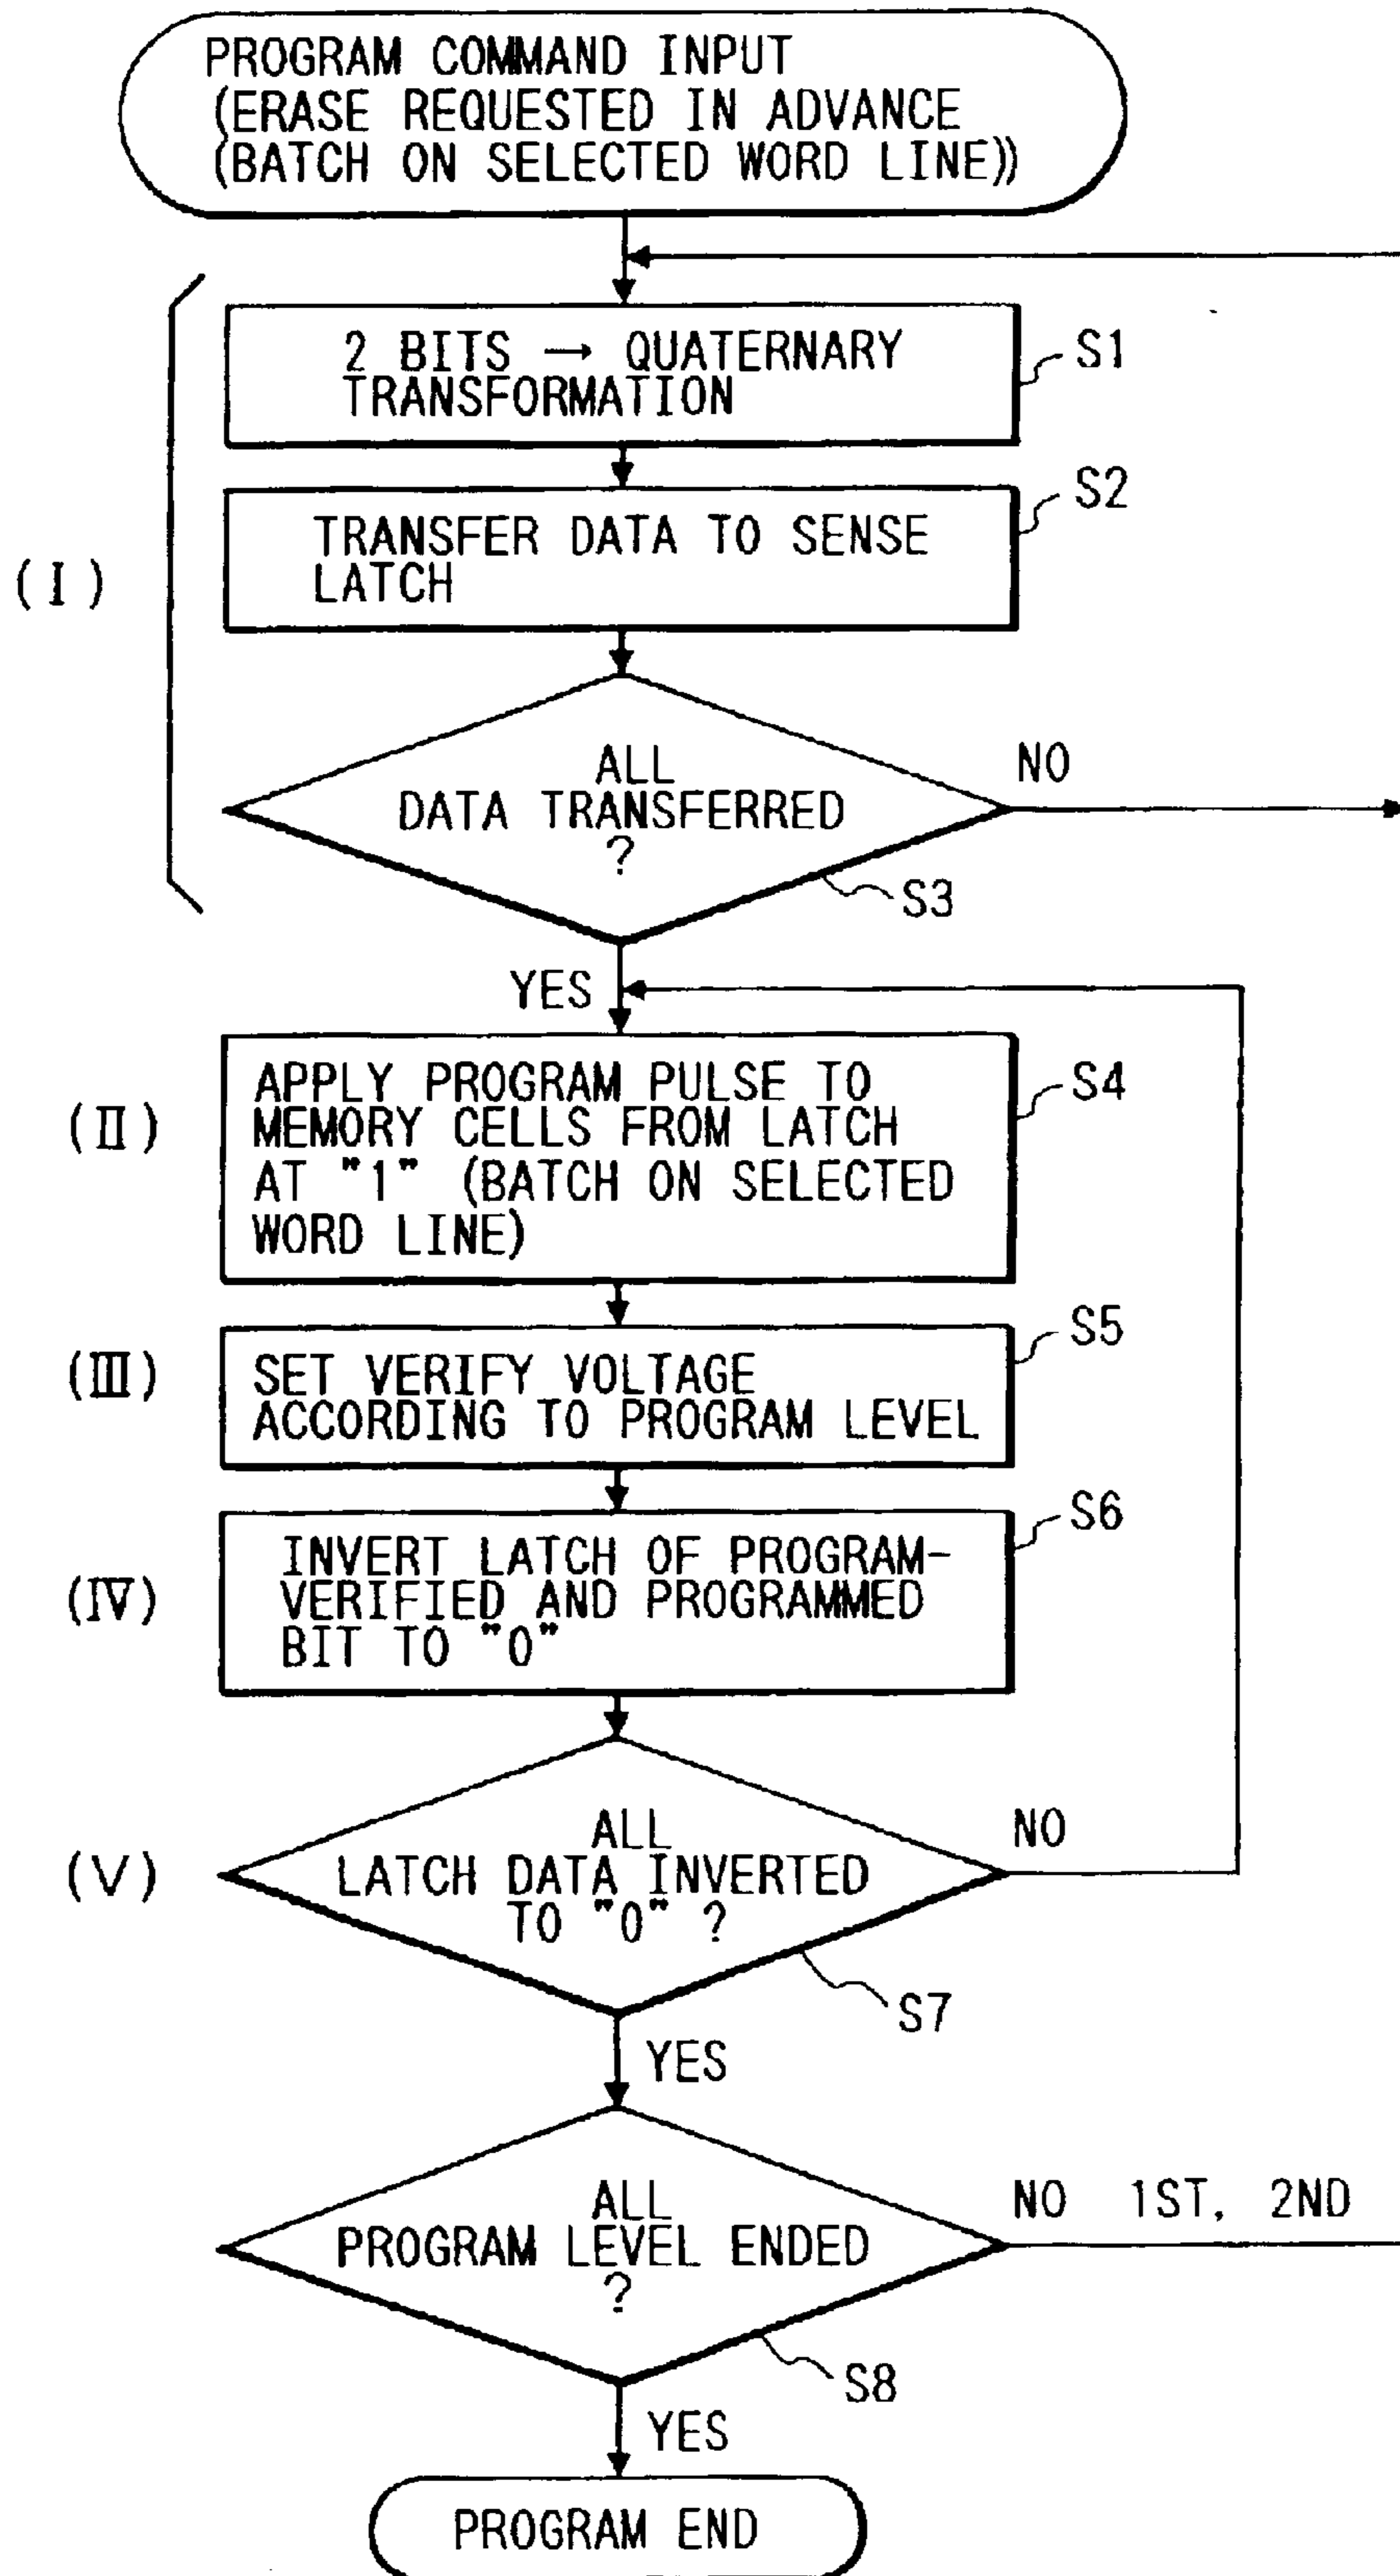 PROGRAM COMMAND INPUT
(ERASE REQUESTED IN ADVANCE
(BATCH ON SELECTED WORD LINE))
(I)
2 BITS → QUATERNARY
TRANSFORMATION
S1
TRANSFER DATA TO SENSE
LATCH
S2
ALL
DATA TRANSFERRED
?
NO
S3
YES
(II)
APPLY PROGRAM PULSE TO
MEMORY CELLS FROM LATCH
AT "1" (BATCH ON SELECTED
WORD LINE)
S4
(III)
SET VERIFY VOLTAGE
ACCORDING TO PROGRAM LEVEL
S5
(IV)
INVERT LATCH OF PROGRAM-
VERIFIED AND PROGRAMMED
BIT TO "0"
S6
(V)
ALL
LATCH DATA INVERTED
TO "0" ?
NO
S7
YES
ALL
PROGRAM LEVEL ENDED
?
NO 1ST, 2ND
S8
YES
PROGRAM END